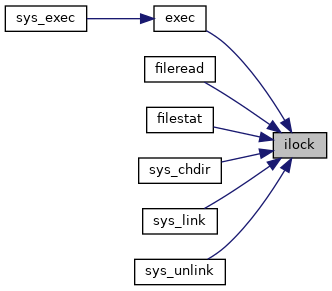 sys_exec
exec
fileread
filestat
ilock
sys_chdir
sys_link
sys_unlink